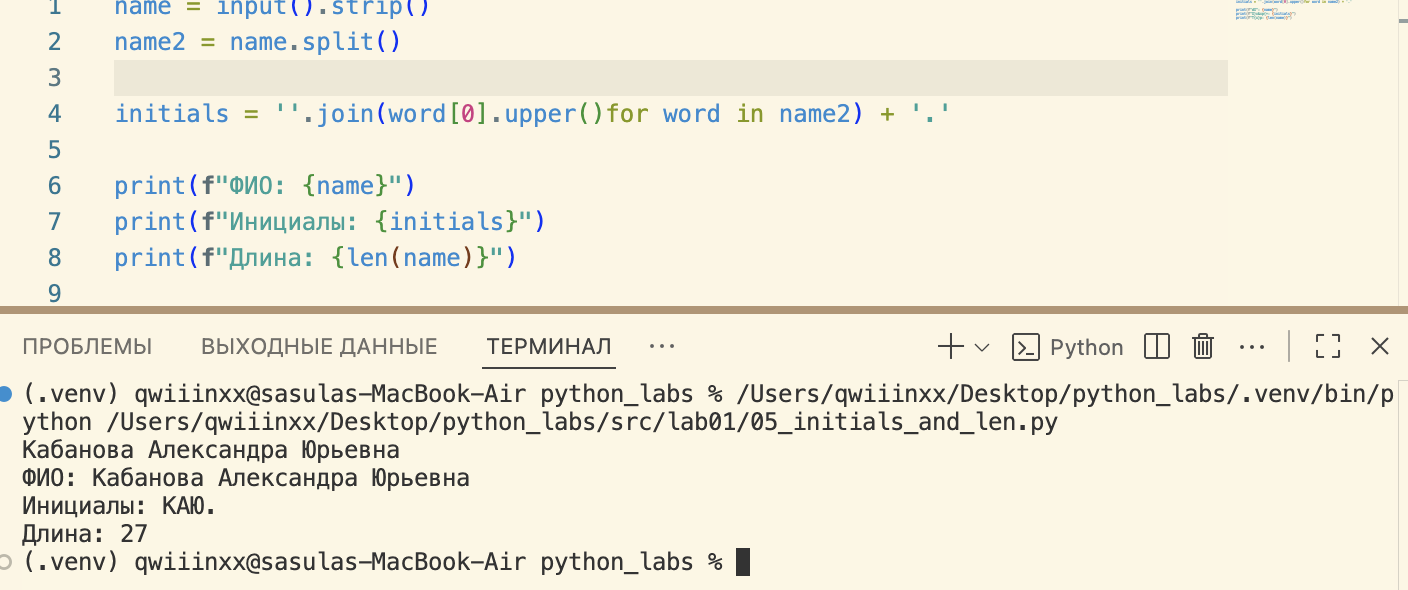 1 name = input().strip()
2 name2 = name.split()
3
4 initials = ''.join(word[0].upper()for word in name2) + '.'
5
6 print(f"ФИО: {name}")
7 print(f"Инициалы: {initials}")
8 print(f"Длина: {len(name)}")
9
ПРОБЛЕМЫ ВЫХОДНЫЕ ДАННЫЕ ТЕРМИНАЛ ··· Python ···
(.venv) qwiiinxx@sasulas-MacBook-Air python_labs % /Users/qwiiinxx/Desktop/python_labs/.venv/bin/p
ython /Users/qwiiinxx/Desktop/python_labs/src/lab01/05_initials_and_len.py
Кабанова Александра Юрьевна
ФИО: Кабанова Александра Юрьевна
Инициалы: КАЮ.
Длина: 27
(.venv) qwiiinxx@sasulas-MacBook-Air python_labs %